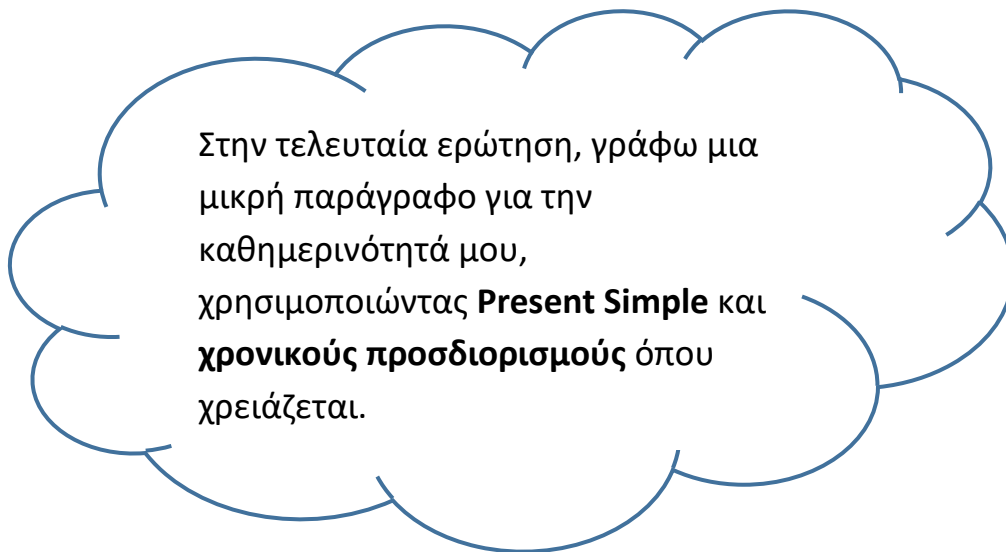 Στην τελευταία ερώτηση, γράφω μια
μικρή παράγραφο για την
καθημερινότητά μου,
χρησιμοποιώντας Present Simple και
χρονικούς προσδιορισμούς όπου
χρειάζεται.